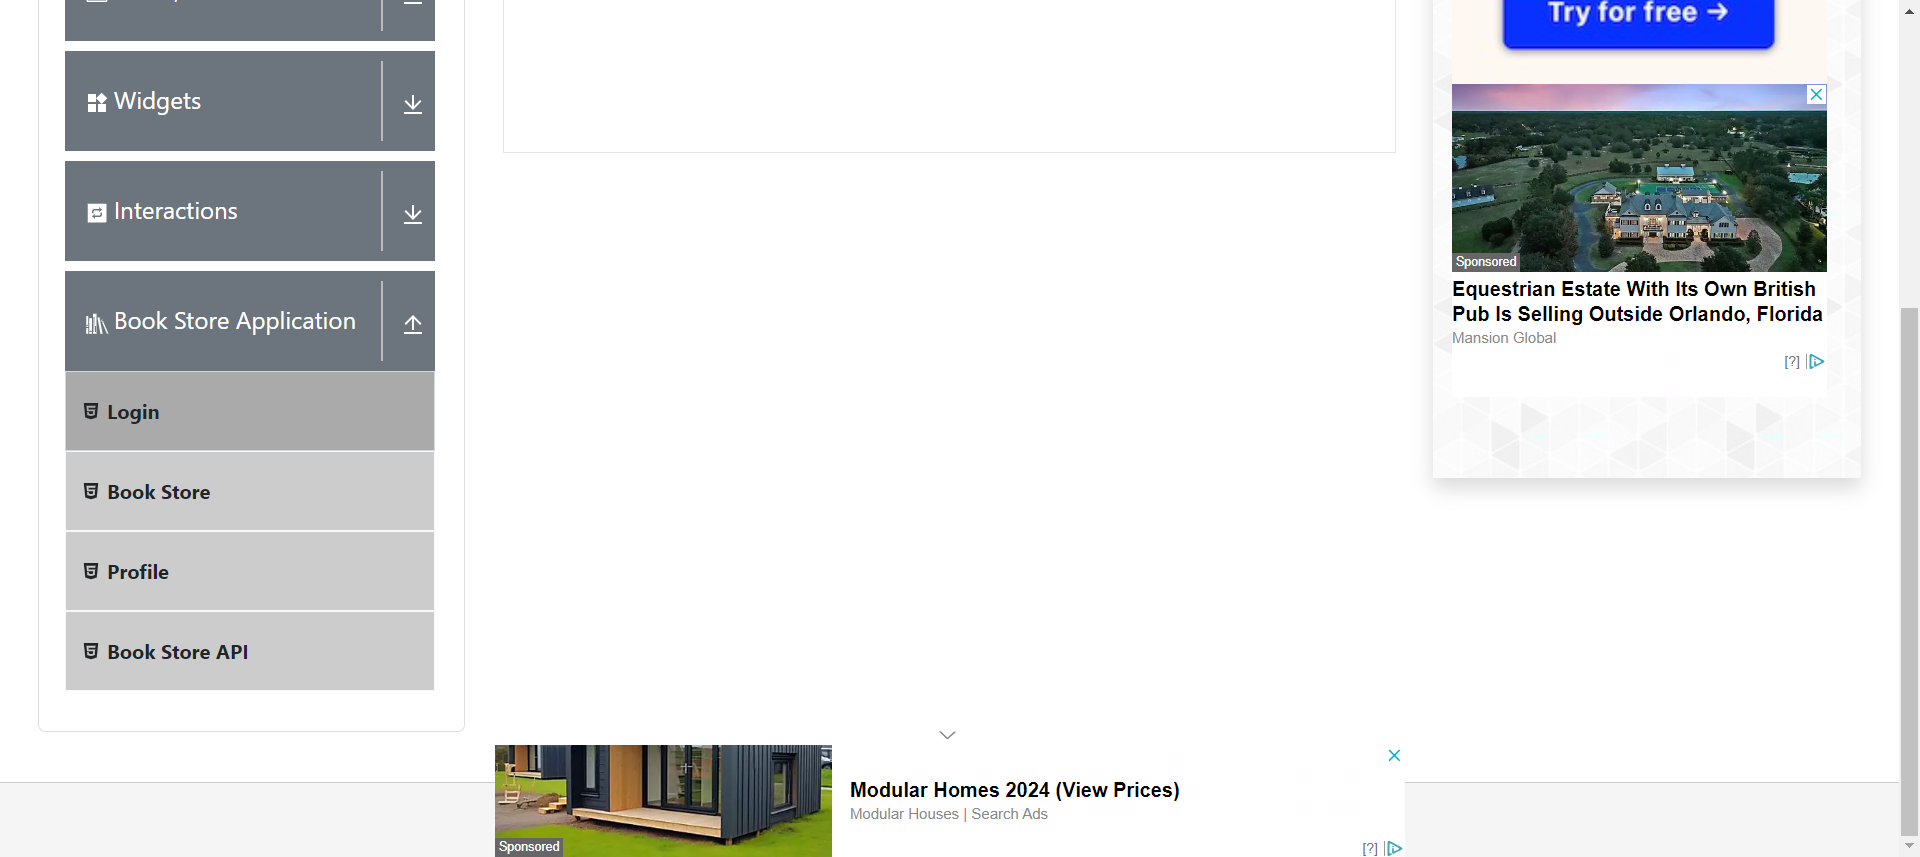 Widgets
Interactions
Book Store Application
Login
Book Store
Profile
Book Store API
Try for free →
Sponsored
Equestrian Estate With Its Own British
Pub Is Selling Outside Orlando, Florida
Mansion Global
[?]
Sponsored
Modular Homes 2024 (View Prices)
Modular Houses | Search Ads
[?]